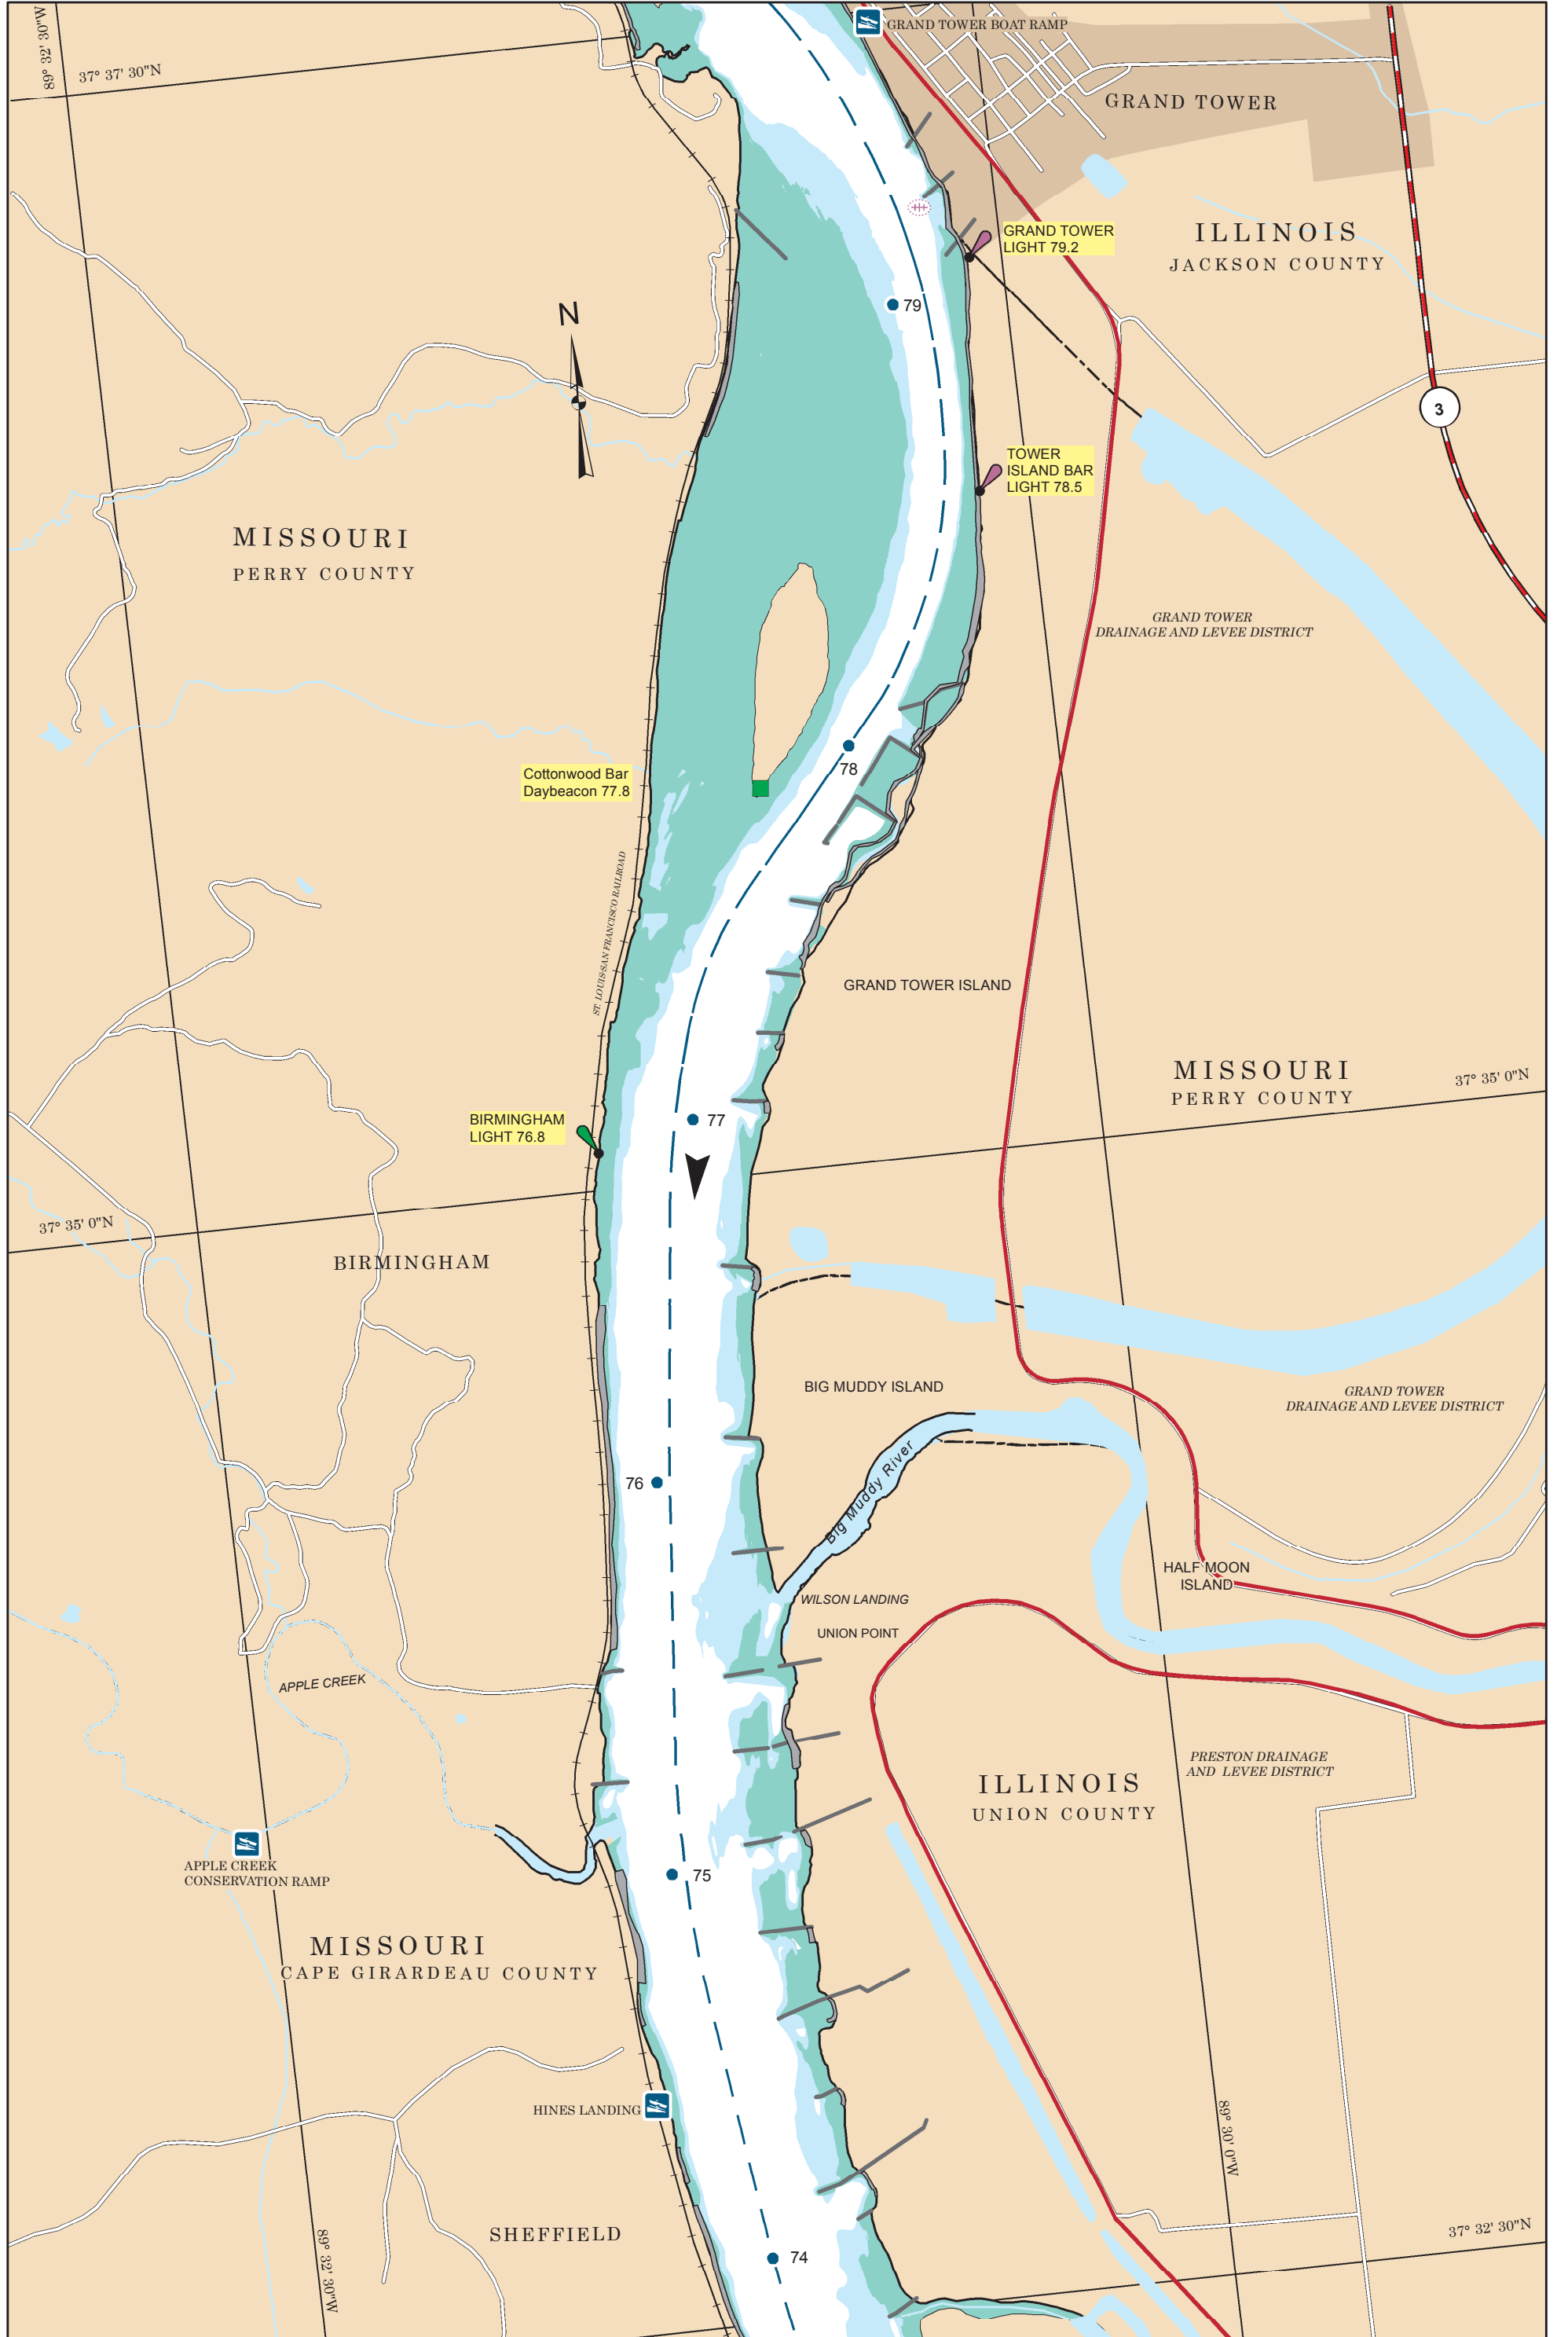 89° 32' 30"W
37° 37' 30"N
GRAND TOWER BOAT RAMP
GRAND TOWER
ILLINOIS
JACKSON COUNTY
GRAND TOWER
LIGHT 79.2
79
N
3
TOWER
ISLAND BAR
LIGHT 78.5
MISSOURI
PERRY COUNTY
GRAND TOWER
DRAINAGE AND LEVEE DISTRICT
78
Cottonwood Bar
Daybeacon 77.8
ST. LOUIS SAN FRANCISCO RAILROAD
GRAND TOWER ISLAND
MISSOURI
PERRY COUNTY
37° 35' 0"N
77
BIRMINGHAM
LIGHT 76.8
37° 35' 0"N
BIRMINGHAM
BIG MUDDY ISLAND
GRAND TOWER
DRAINAGE AND LEVEE DISTRICT
76
Big Muddy River
HALF MOON
ISLAND
WILSON LANDING
UNION POINT
APPLE CREEK
PRESTON DRAINAGE
AND LEVEE DISTRICT
ILLINOIS
UNION COUNTY
APPLE CREEK
CONSERVATION RAMP
75
MISSOURI
CAPE GIRARDEAU COUNTY
HINES LANDING
89° 30' 0"W
SHEFFIELD
37° 32' 30"N
89° 32' 30"W
74